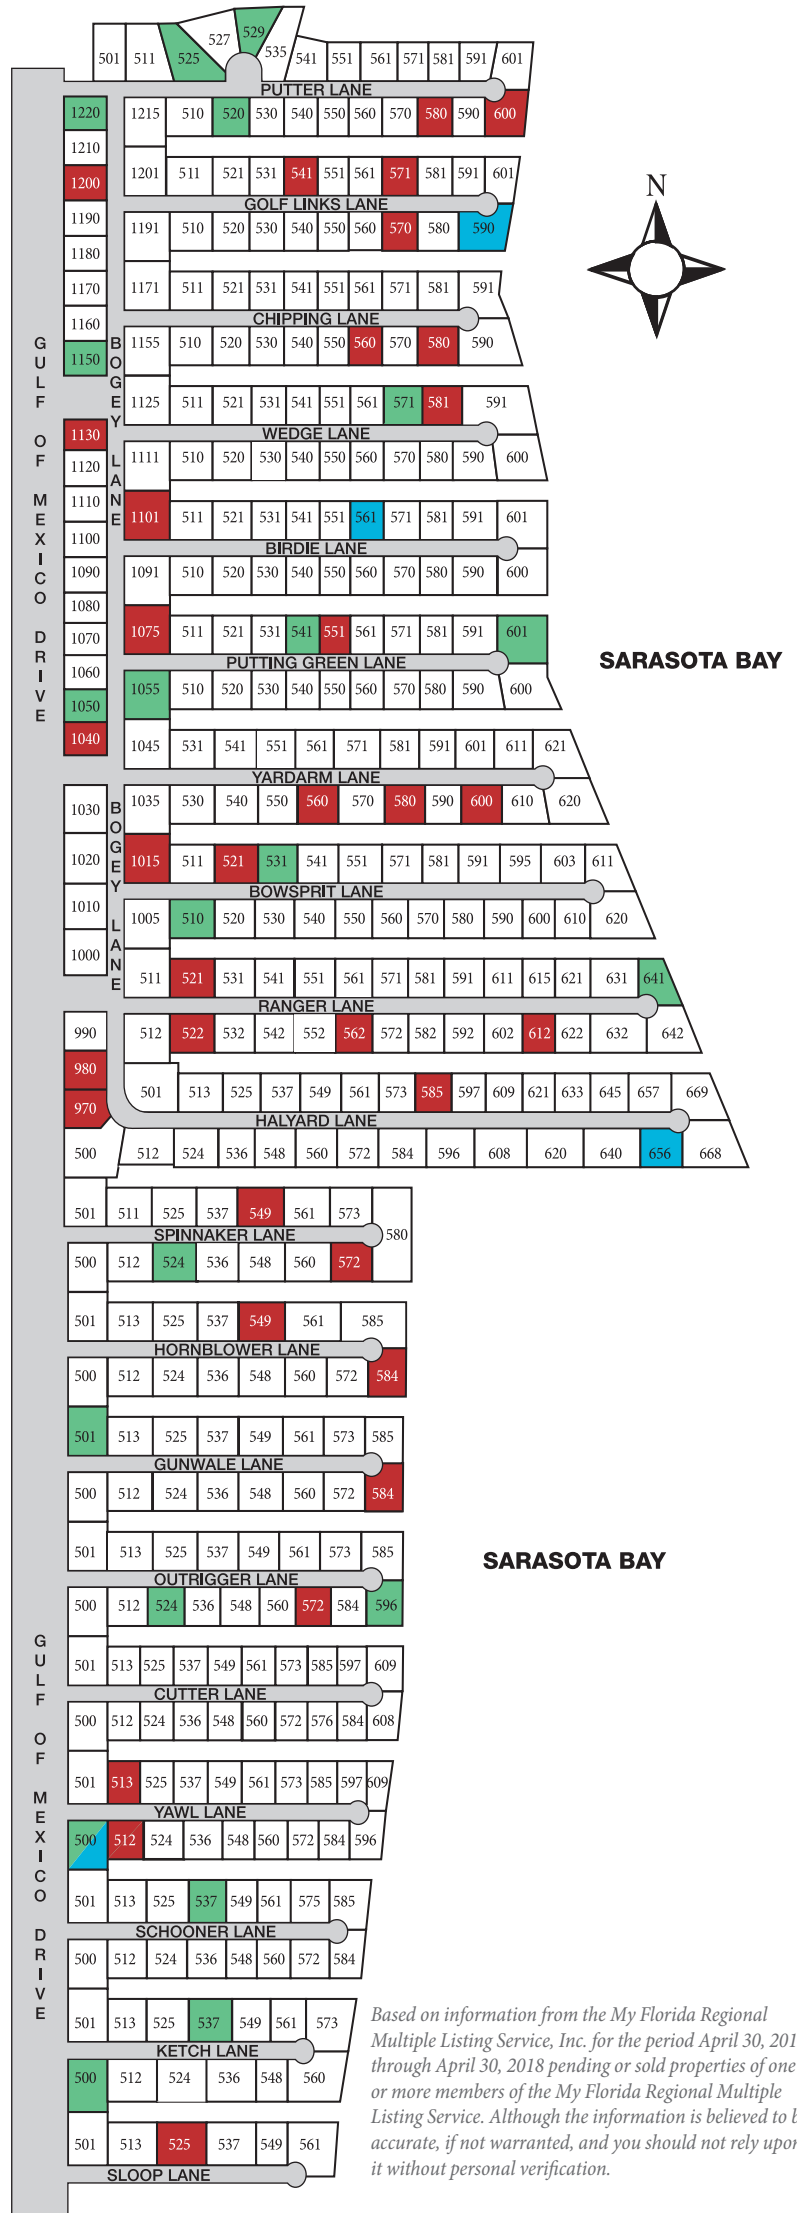 501 511 525 527 529 535 541 551 561 571 581 591 601
PUTTER LANE
1220 1215 510 520 530 540 550 560 570 580 590 600
1210
1200 1201 511 521 531 541 551 561 571 581 591 601
GOLF LINKS LANE
1190 1191 510 520 530 540 550 560 570 580 590
1180
1170 1171 511 521 531 541 551 561 571 581 591
CHIPPING LANE
1160
1150 1155 510 520 530 540 550 560 570 580 590
1125 511 521 531 541 551 561 571 581 591
WEDGE LANE
1130
1120 1111 510 520 530 540 550 560 570 580 590 600
1110
1100 1101 511 521 531 541 551 561 571 581 591 601
BIRDIE LANE
1090 1091 510 520 530 540 550 560 570 580 590 600
1080
1070 1075 511 521 531 541 551 561 571 581 591 601
PUTTING GREEN LANE
1060
1050 1055 510 520 530 540 550 560 570 580 590 600
1040 1045 531 541 551 561 571 581 591 601 611 621
YARDARM LANE
1030 1035 530 540 550 560 570 580 590 600 610 620
1020 1015 511 521 531 541 551 571 581 591 595 603 611
BOWSPRIT LANE
1010 1005 510 520 530 540 550 560 570 580 590 600 610 620
1000
511 521 531 541 551 561 571 581 591 611 615 621 631 641
RANGER LANE
990 512 522 532 542 552 562 572 582 592 602 612 622 632 642
980
970 501 513 525 537 549 561 573 585 597 609 621 633 645 657 669
HALYARD LANE
500 512 524 536 548 560 572 584 596 608 620 640 656 668
501 511 525 537 549 561 573 580
SPINNAKER LANE
500 512 524 536 548 560 572
501 513 525 537 549 561 585
HORNBLOWER LANE
500 512 524 536 548 560 572 584
501 513 525 537 549 561 573 585
GUNWALE LANE
500 512 524 536 548 560 572 584
501 513 525 537 549 561 573 585
OUTRIGGER LANE
500 512 524 536 548 560 572 584 596
501 513 525 537 549 561 573 585 597 609
CUTTER LANE
500 512 524 536 548 560 572 576 584 608
501 513 525 537 549 561 573 585 597 609
YAWL LANE
500 512 524 536 548 560 572 584 596
501 513 525 537 549 561 575 585
SCHOONER LANE
500 512 524 536 548 560 572 584
501 513 525 537 549 561 573
KETCH LANE
500 512 524 536 548 560
501 513 525 537 549 561
SLOOP LANE
GULF OF MEXICO DRIVE
BOGEY LANE
BOGEY LANE
GULF OF MEXICO DRIVE
N
SARASOTA BAY
SARASOTA BAY
Based on information from the My Florida Regional
Multiple Listing Service, Inc. for the period April 30, 201
through April 30, 2018 pending or sold properties of one
or more members of the My Florida Regional Multiple
Listing Service. Although the information is believed to b
accurate, if not warranted, and you should not rely upon
it without personal verification.